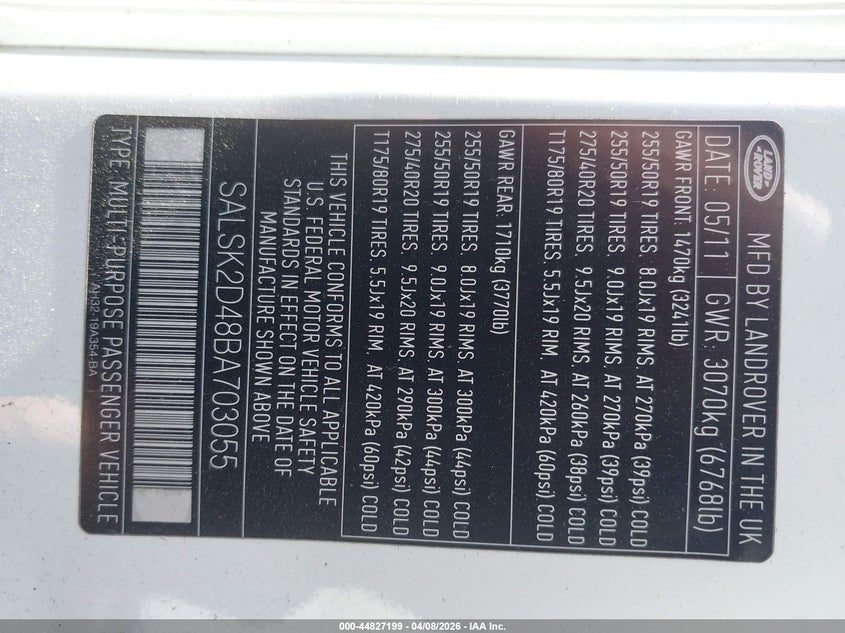 LAND
ROVER
MFD BY LANDROVER IN THE UK
DATE: 05/11 GWR: 3070kg (6768lb)
GAWR FRONT: 1470kg (3241lb)
255/50R19 TIRES, 8.0Jx19 RIMS, AT 270kPa (39psi) COLD
255/50R19 TIRES, 9.0Jx19 RIMS, AT 270kPa (39psi) COLD
275/40R20 TIRES, 9.5Jx20 RIMS, AT 260kPa (38psi) COLD
T175/80R19 TIRES, 5.5Jx19 RIM, AT 420kPa (60psi) COLD
GAWR REAR: 1710kg (3770lb)
255/50R19 TIRES, 8.0Jx19 RIMS, AT 300kPa (44psi) COLD
255/50R19 TIRES, 9.0Jx19 RIMS, AT 300kPa (44psi) COLD
275/40R20 TIRES, 9.5Jx20 RIMS, AT 290kPa (42psi) COLD
T175/80R19 TIRES, 5.5Jx19 RIM, AT 420kPa (60psi) COLD
THIS VEHICLE CONFORMS TO ALL APPLICABLE
U.S. FEDERAL MOTOR VEHICLE SAFETY
STANDARDS IN EFFECT ON THE DATE OF
MANUFACTURE SHOWN ABOVE
SALSK2D48BA703055
TYPE: MULTI-PURPOSE PASSENGER VEHICLE
AH32-19A354-BA
000-44827199 - 04/08/2026 - IAA Inc.